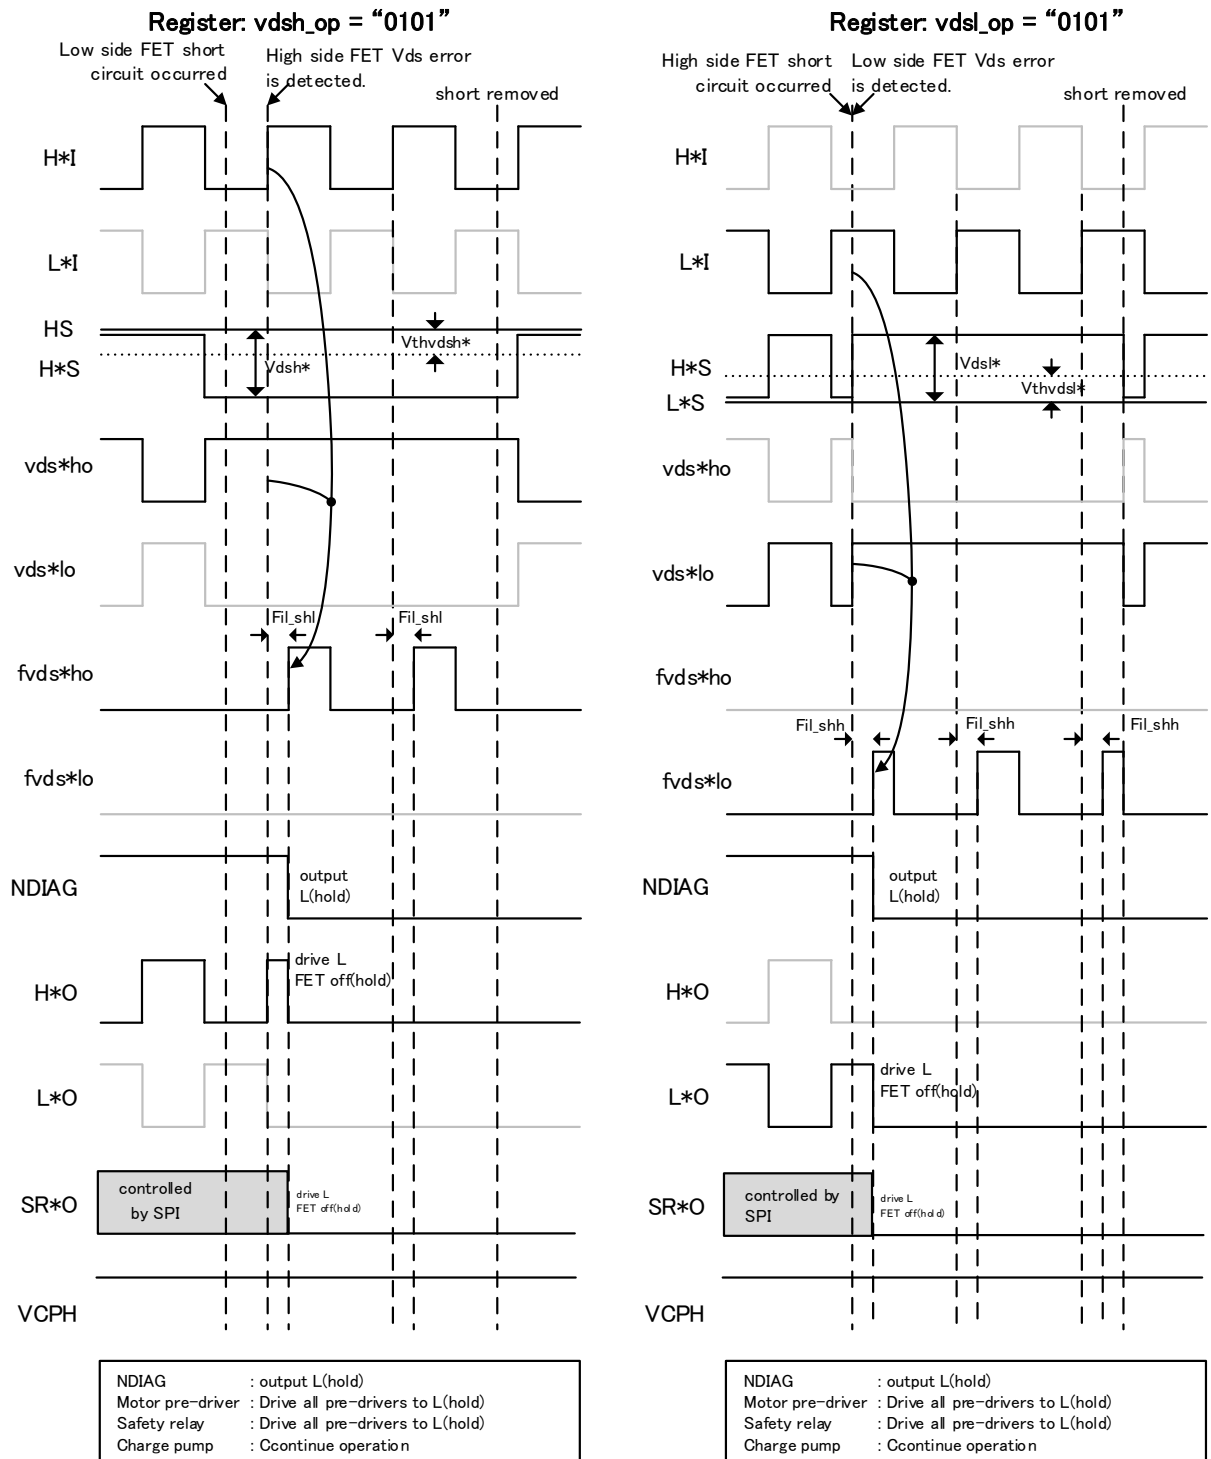 Register: vdsh_op = “0101”
Low side FET short
circuit occurred
High side FET Vds error
is detected.
short removed
H*I
L*I
HS
Vthvdsh*
H*S
Vdsh*
vds*ho
vds*lo
Fil_shl
Fil_shl
fvds*ho
fvds*lo
NDIAG
output
L(hold)
H*O
drive L
FET off(hold)
L*O
SR*O
controlled
by SPI
drive L
FET off(hold)
VCPH
NDIAG : output L(hold)
Motor pre-driver : Drive all pre-drivers to L(hold)
Safety relay : Drive all pre-drivers to L(hold)
Charge pump : Ccontinue operation
Register: vdsl_op = “0101”
High side FET short
circuit occurred
Low side FET Vds error
is detected.
short removed
H*I
L*I
H*S
Vdsl*
Vthvdsl*
L*S
vds*ho
vds*lo
fvds*ho
Fil_shh
Fil_shh
Fil_shh
fvds*lo
NDIAG
output
L(hold)
H*O
L*O
drive L
FET off(hold)
SR*O
controlled by
SPI
drive L
FET off(hold)
VCPH
NDIAG : output L(hold)
Motor pre-driver : Drive all pre-drivers to L(hold)
Safety relay : Drive all pre-drivers to L(hold)
Charge pump : Ccontinue operation